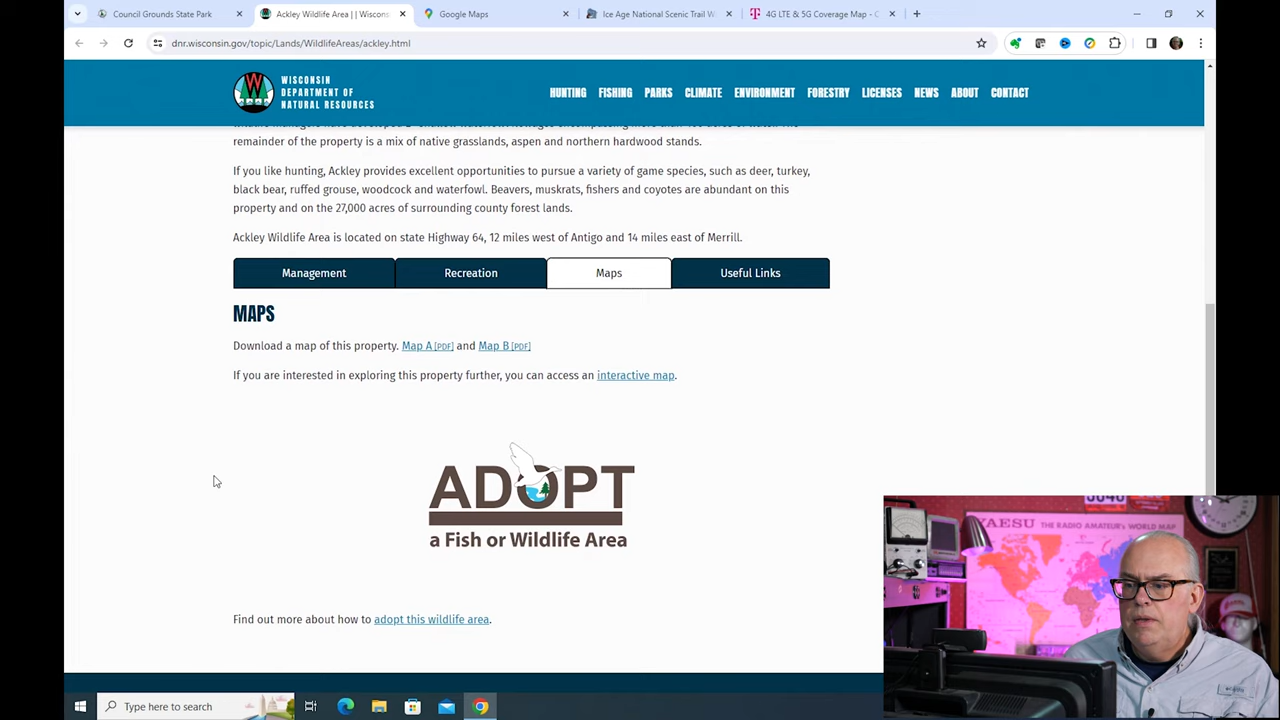 Council Grounds State Park
Ackley Wildlife Area | | Wiscons
Google Maps
Ice Age National Scenic Trail W
4G LTE & 5G Coverage Map - C
dnr.wisconsin.gov/topic/Lands/WildlifeAreas/ackley.html
WISCONSIN
DEPARTMENT OF
NATURAL RESOURCES
HUNTING FISHING PARKS CLIMATE ENVIRONMENT FORESTRY LICENSES NEWS ABOUT CONTACT
remainder of the property is a mix of native grasslands, aspen and northern hardwood stands.
If you like hunting, Ackley provides excellent opportunities to pursue a variety of game species, such as deer, turkey,
black bear, ruffed grouse, woodcock and waterfowl. Beavers, muskrats, fishers and coyotes are abundant on this
property and on the 27,000 acres of surrounding county forest lands.
Ackley Wildlife Area is located on state Highway 64, 12 miles west of Antigo and 14 miles east of Merrill.
Management Recreation Maps Useful Links
MAPS
Download a map of this property. Map A [PDF] and Map B [PDF]
If you are interested in exploring this property further, you can access an interactive map.
ADOPT
a Fish or Wildlife Area
Find out more about how to adopt this wildlife area.
YAESU THE RADIO AMATEUR'S WORLD MAP
Type here to search